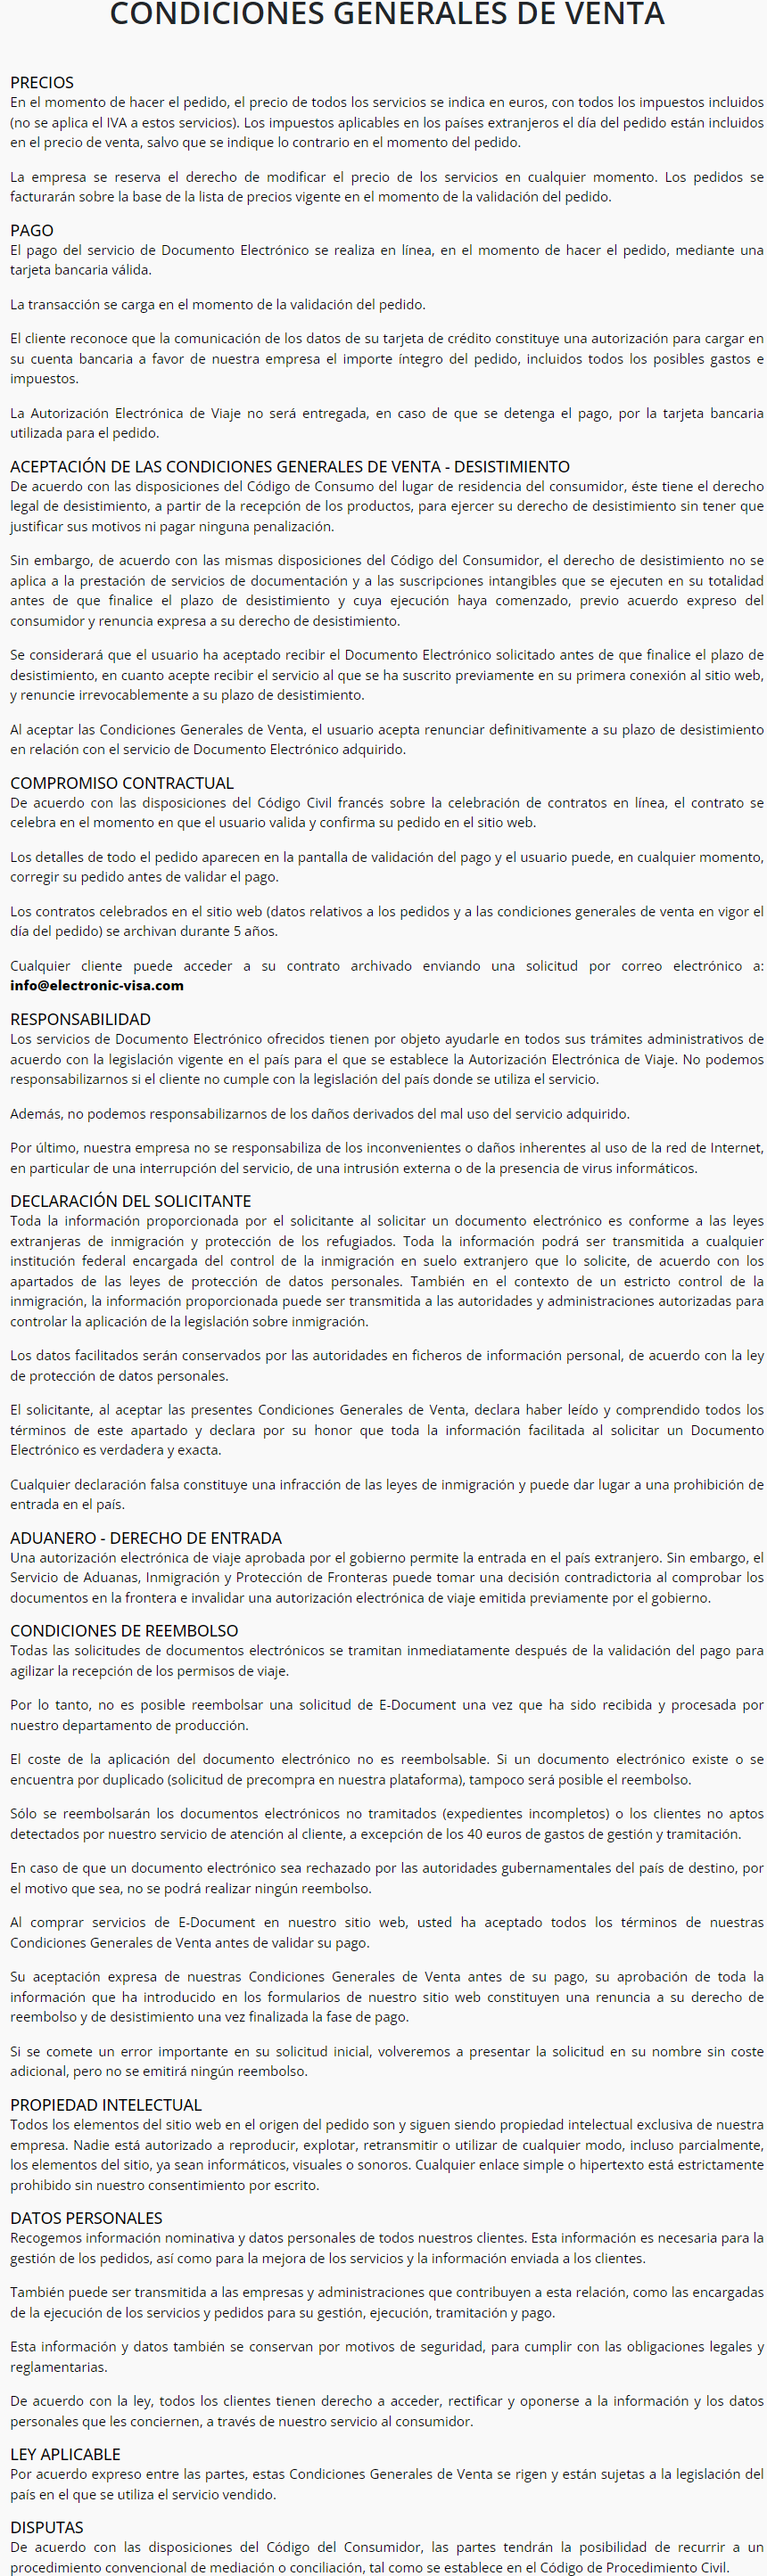 CONDICIONES GENERALES DE VENTA
PRECIOS
En el momento de hacer el pedido, el precio de todos los servicios se indica en euros, con todos los impuestos incluidos
(no se aplica el IVA a estos servicios). Los impuestos aplicables en los países extranjeros el día del pedido están incluidos
en el precio de venta, salvo que se indique lo contrario en el momento del pedido.
La empresa se reserva el derecho de modificar el precio de los servicios en cualquier momento. Los pedidos se
facturarán sobre la base de la lista de precios vigente en el momento de la validación del pedido.
PAGO
El pago del servicio de Documento Electrónico se realiza en línea, en el momento de hacer el pedido, mediante una
tarjeta bancaria válida.
La transacción se carga en el momento de la validación del pedido.
El cliente reconoce que la comunicación de los datos de su tarjeta de crédito constituye una autorización para cargar en
su cuenta bancaria a favor de nuestra empresa el importe íntegro del pedido, incluidos todos los posibles gastos e
impuestos.
La Autorización Electrónica de Viaje no será entregada, en caso de que se detenga el pago, por la tarjeta bancaria
utilizada para el pedido.
ACEPTACIÓN DE LAS CONDICIONES GENERALES DE VENTA - DESISTIMIENTO
De acuerdo con las disposiciones del Código de Consumo del lugar de residencia del consumidor, éste tiene el derecho
legal de desistimiento, a partir de la recepción de los productos, para ejercer su derecho de desistimiento sin tener que
justificar sus motivos ni pagar ninguna penalización.
Sin embargo, de acuerdo con las mismas disposiciones del Código del Consumidor, el derecho de desistimiento no se
aplica a la prestación de servicios de documentación y a las suscripciones intangibles que se ejecuten en su totalidad
antes de que finalice el plazo de desistimiento y cuya ejecución haya comenzado, previo acuerdo expreso del
consumidor y renuncia expresa a su derecho de desistimiento.
Se considerará que el usuario ha aceptado recibir el Documento Electrónico solicitado antes de que finalice el plazo de
desistimiento, en cuanto acepte recibir el servicio al que se ha suscrito previamente en su primera conexión al sitio web,
y renuncie irrevocablemente a su plazo de desistimiento.
Al aceptar las Condiciones Generales de Venta, el usuario acepta renunciar definitivamente a su plazo de desistimiento
en relación con el servicio de Documento Electrónico adquirido.
COMPROMISO CONTRACTUAL
De acuerdo con las disposiciones del Código Civil francés sobre la celebración de contratos en línea, el contrato se
celebra en el momento en que el usuario valida y confirma su pedido en el sitio web.
Los detalles de todo el pedido aparecen en la pantalla de validación del pago y el usuario puede, en cualquier momento,
corregir su pedido antes de validar el pago.
Los contratos celebrados en el sitio web (datos relativos a los pedidos y a las condiciones generales de venta en vigor el
día del pedido) se archivan durante 5 años.
Cualquier cliente puede acceder a su contrato archivado enviando una solicitud por correo electrónico a:
info@electronic-visa.com
RESPONSABILIDAD
Los servicios de Documento Electrónico ofrecidos tienen por objeto ayudarle en todos sus trámites administrativos de
acuerdo con la legislación vigente en el país para el que se establece la Autorización Electrónica de Viaje. No podemos
responsabilizarnos si el cliente no cumple con la legislación del país donde se utiliza el servicio.
Además, no podemos responsabilizarnos de los daños derivados del mal uso del servicio adquirido.
Por último, nuestra empresa no se responsabiliza de los inconvenientes o daños inherentes al uso de la red de Internet,
en particular de una interrupción del servicio, de una intrusión externa o de la presencia de virus informáticos.
DECLARACIÓN DEL SOLICITANTE
Toda la información proporcionada por el solicitante al solicitar un documento electrónico es conforme a las leyes
extranjeras de inmigración y protección de los refugiados. Toda la información podrá ser transmitida a cualquier
institución federal encargada del control de la inmigración en suelo extranjero que lo solicite, de acuerdo con los
apartados de las leyes de protección de datos personales. También en el contexto de un estricto control de la
inmigración, la información proporcionada puede ser transmitida a las autoridades y administraciones autorizadas para
controlar la aplicación de la legislación sobre inmigración.
Los datos facilitados serán conservados por las autoridades en ficheros de información personal, de acuerdo con la ley
de protección de datos personales.
El solicitante, al aceptar las presentes Condiciones Generales de Venta, declara haber leído y comprendido todos los
términos de este apartado y declara por su honor que toda la información facilitada al solicitar un Documento
Electrónico es verdadera y exacta.
Cualquier declaración falsa constituye una infracción de las leyes de inmigración y puede dar lugar a una prohibición de
entrada en el país.
ADUANERO - DERECHO DE ENTRADA
Una autorización electrónica de viaje aprobada por el gobierno permite la entrada en el país extranjero. Sin embargo, el
Servicio de Aduanas, Inmigración y Protección de Fronteras puede tomar una decisión contradictoria al comprobar los
documentos en la frontera e invalidar una autorización electrónica de viaje emitida previamente por el gobierno.
CONDICIONES DE REEMBOLSO
Todas las solicitudes de documentos electrónicos se tramitan inmediatamente después de la validación del pago para
agilizar la recepción de los permisos de viaje.
Por lo tanto, no es posible reembolsar una solicitud de E-Document una vez que ha sido recibida y procesada por
nuestro departamento de producción.
El coste de la aplicación del documento electrónico no es reembolsable. Si un documento electrónico existe o se
encuentra por duplicado (solicitud de precompra en nuestra plataforma), tampoco será posible el reembolso.
Sólo se reembolsarán los documentos electrónicos no tramitados (expedientes incompletos) o los clientes no aptos
detectados por nuestro servicio de atención al cliente, a excepción de los 40 euros de gastos de gestión y tramitación.
En caso de que un documento electrónico sea rechazado por las autoridades gubernamentales del país de destino, por
el motivo que sea, no se podrá realizar ningún reembolso.
Al comprar servicios de E-Document en nuestro sitio web, usted ha aceptado todos los términos de nuestras
Condiciones Generales de Venta antes de validar su pago.
Su aceptación expresa de nuestras Condiciones Generales de Venta antes de su pago, su aprobación de toda la
información que ha introducido en los formularios de nuestro sitio web constituyen una renuncia a su derecho de
reembolso y de desistimiento una vez finalizada la fase de pago.
Si se comete un error importante en su solicitud inicial, volveremos a presentar la solicitud en su nombre sin coste
adicional, pero no se emitirá ningún reembolso.
PROPIEDAD INTELECTUAL
Todos los elementos del sitio web en el origen del pedido son y siguen siendo propiedad intelectual exclusiva de nuestra
empresa. Nadie está autorizado a reproducir, explotar, retransmitir o utilizar de cualquier modo, incluso parcialmente,
los elementos del sitio, ya sean informáticos, visuales o sonoros. Cualquier enlace simple o hipertexto está estrictamente
prohibido sin nuestro consentimiento por escrito.
DATOS PERSONALES
Recogemos información nominativa y datos personales de todos nuestros clientes. Esta información es necesaria para la
gestión de los pedidos, así como para la mejora de los servicios y la información enviada a los clientes.
También puede ser transmitida a las empresas y administraciones que contribuyen a esta relación, como las encargadas
de la ejecución de los servicios y pedidos para su gestión, ejecución, tramitación y pago.
Esta información y datos también se conservan por motivos de seguridad, para cumplir con las obligaciones legales y
reglamentarias.
De acuerdo con la ley, todos los clientes tienen derecho a acceder, rectificar y oponerse a la información y los datos
personales que les conciernen, a través de nuestro servicio al consumidor.
LEY APLICABLE
Por acuerdo expreso entre las partes, estas Condiciones Generales de Venta se rigen y están sujetas a la legislación del
país en el que se utiliza el servicio vendido.
DISPUTAS
De acuerdo con las disposiciones del Código del Consumidor, las partes tendrán la posibilidad de recurrir a un
procedimiento convencional de mediación o conciliación, tal como se establece en el Código de Procedimiento Civil.